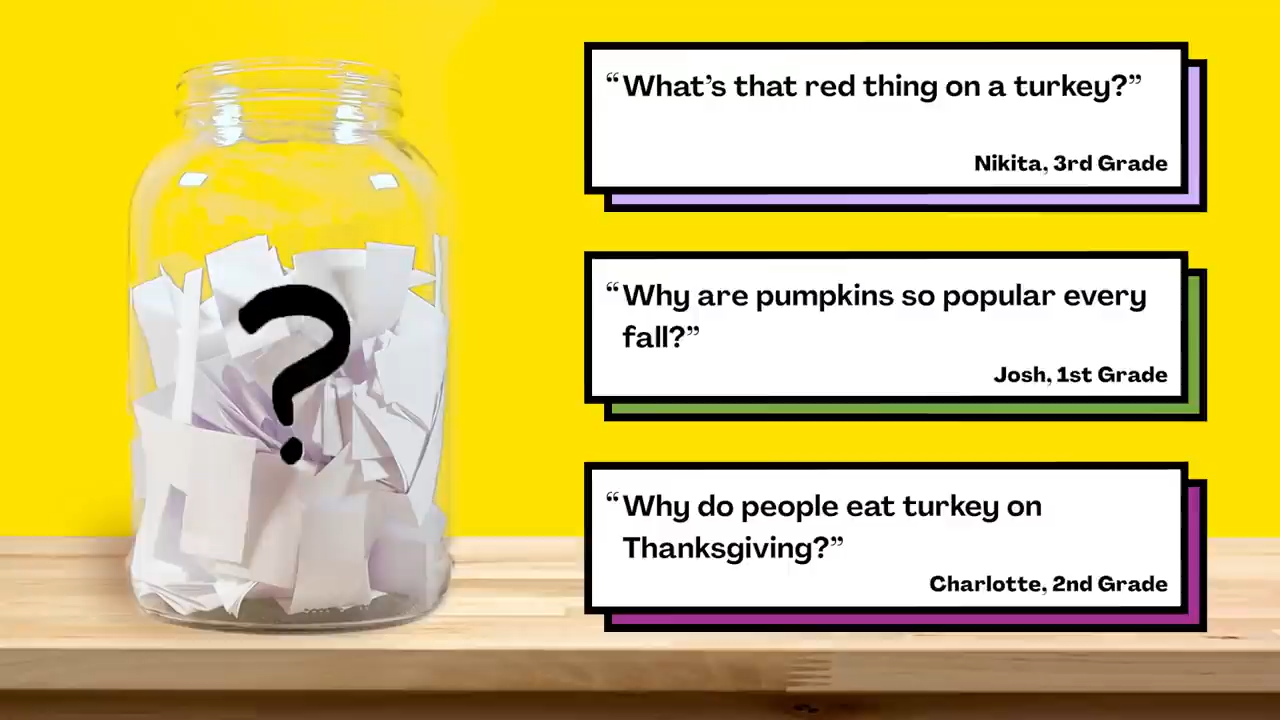 ?
“What’s that red thing on a turkey?”
Nikita, 3rd Grade
“Why are pumpkins so popular every
fall?”
Josh, 1st Grade
“Why do people eat turkey on
Thanksgiving?”
Charlotte, 2nd Grade